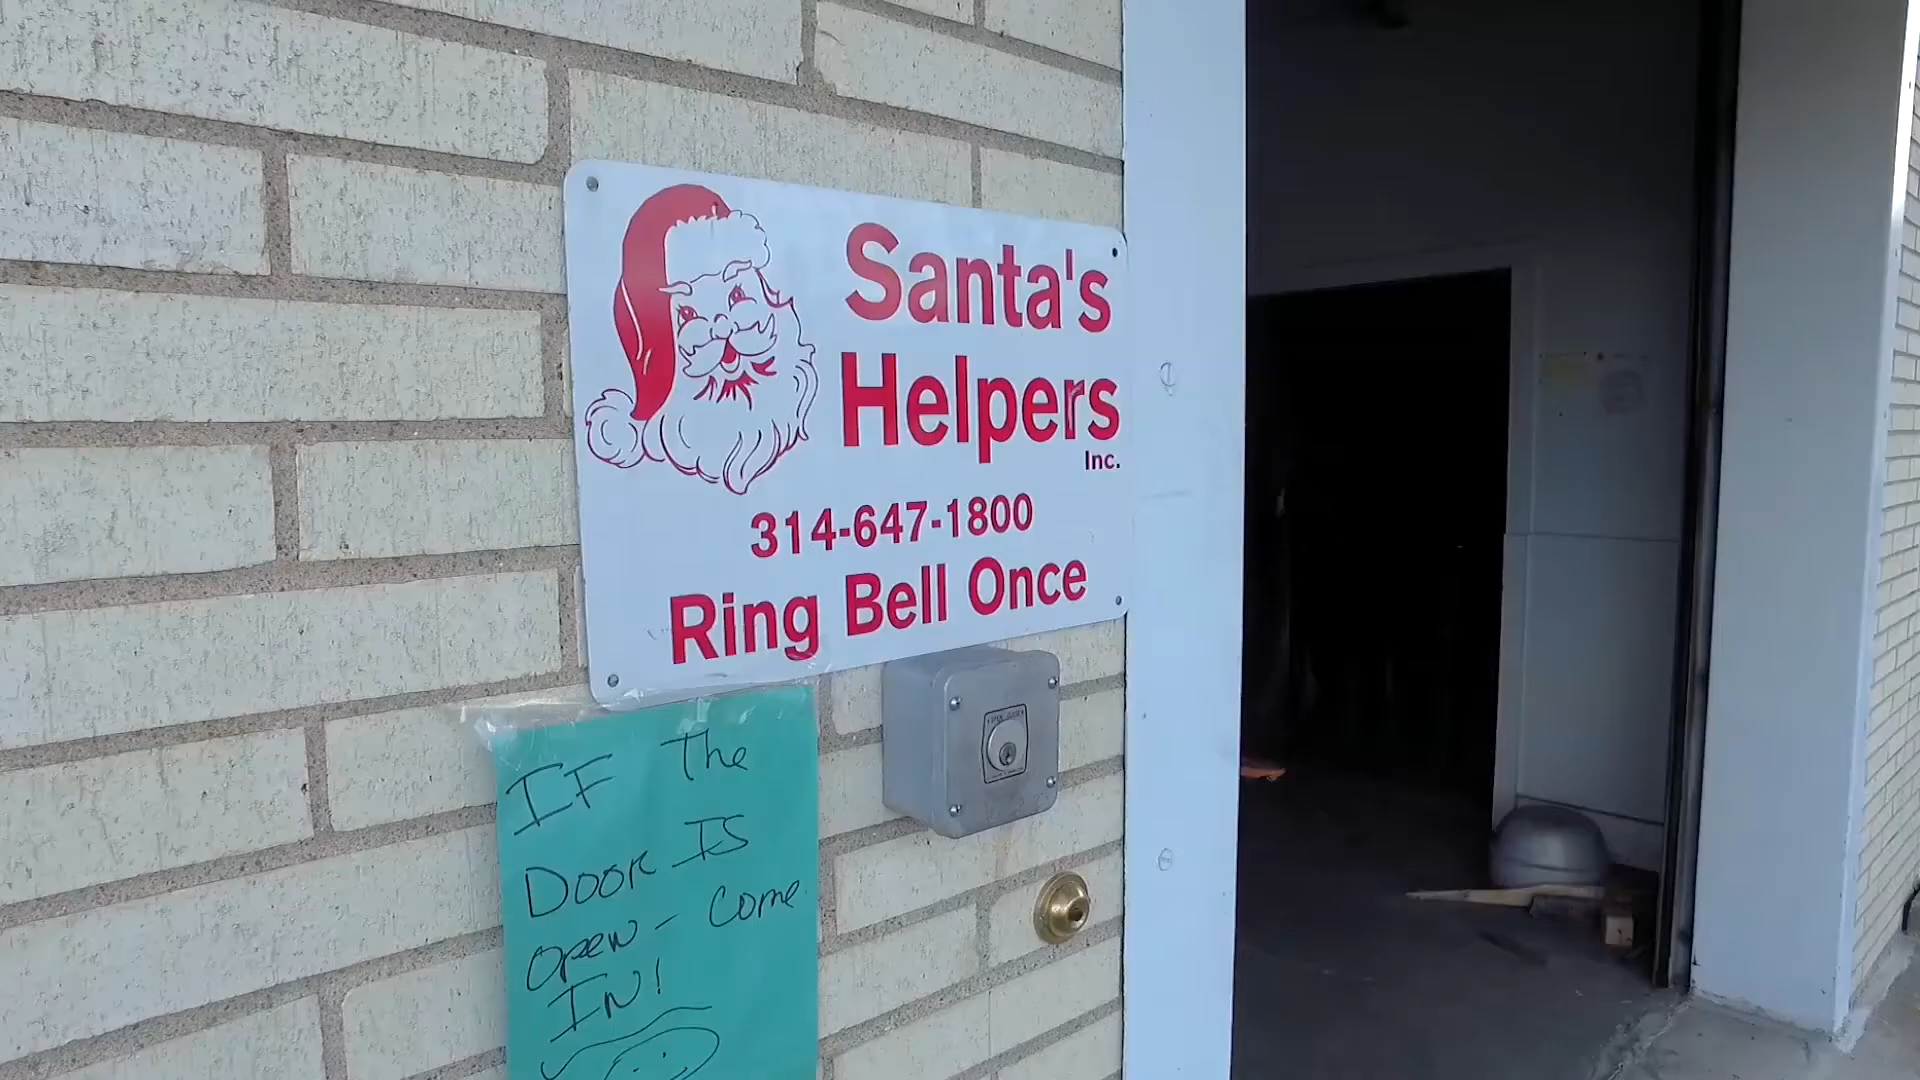 Santa's
Helpers
Inc.
314-647-1800
Ring Bell Once
IF The
Door Is
open - Come
IN!